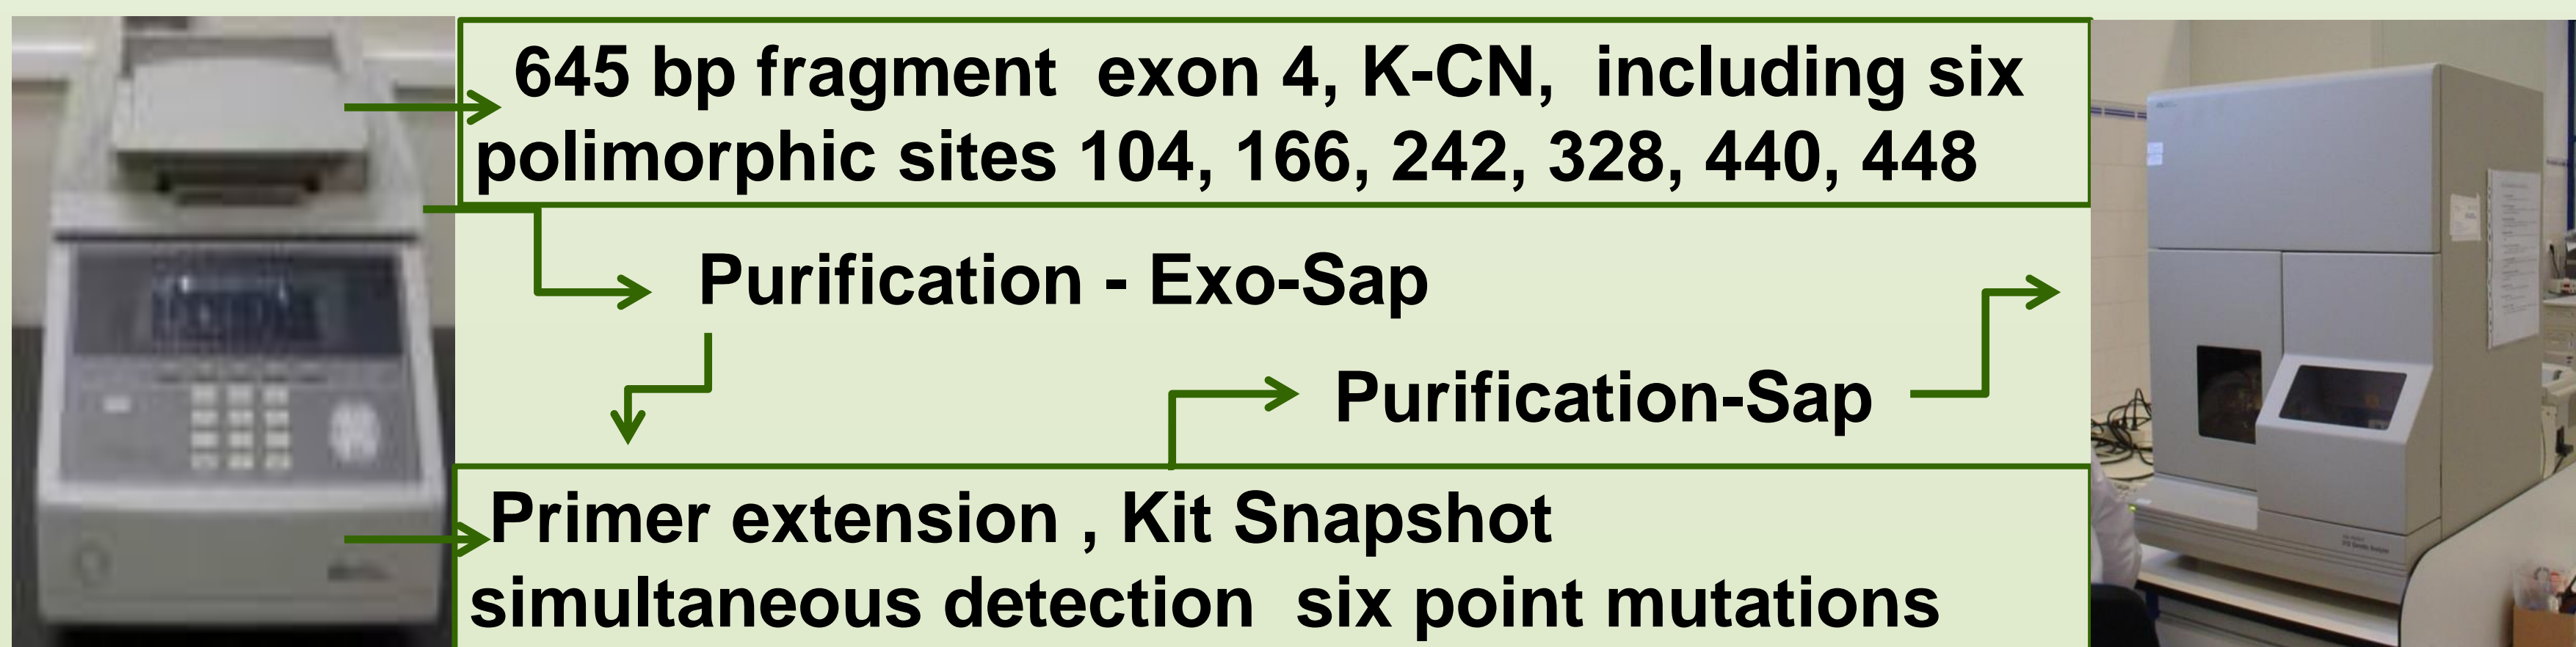 645 bp fragment exon 4, K-CN, including six
polimorphic sites 104, 166, 242, 328, 440, 448
Purification - Exo-Sap
Purification-Sap
Primer extension , Kit Snapshot
simultaneous detection six point mutations